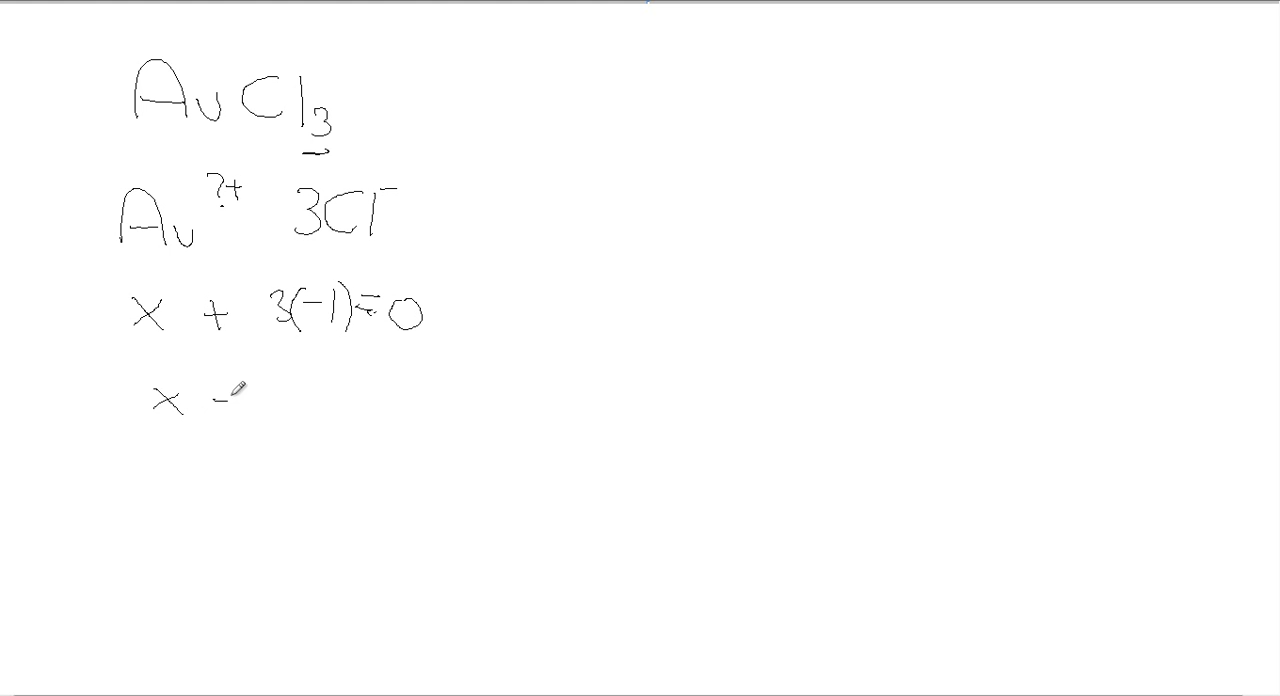 AuCl₃
Au ?+ 3Cl⁻
x + 3(-1) = 0
x -